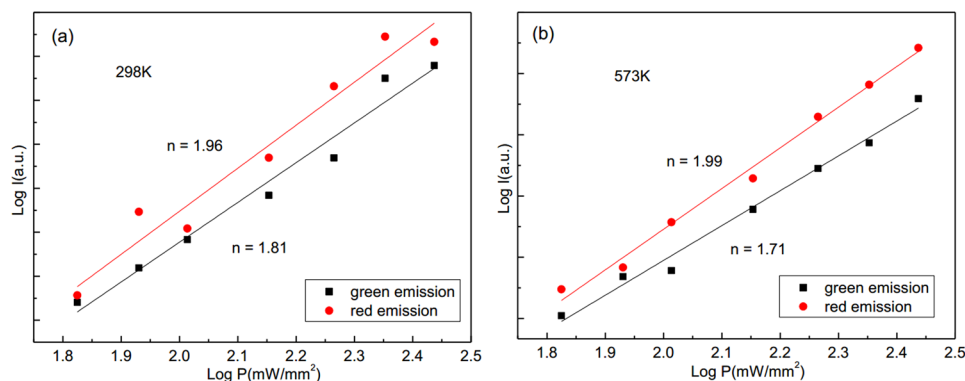 (a)
298K
n = 1.96
n = 1.81
green emission
red emission
Log I(a.u.)
1.8 1.9 2.0 2.1 2.2 2.3 2.4 2.5
Log P(mW/mm²)
(b)
573K
n = 1.99
n = 1.71
green emission
red emission
Log I(a.u.)
1.8 1.9 2.0 2.1 2.2 2.3 2.4 2.5
Log P(mW/mm²)